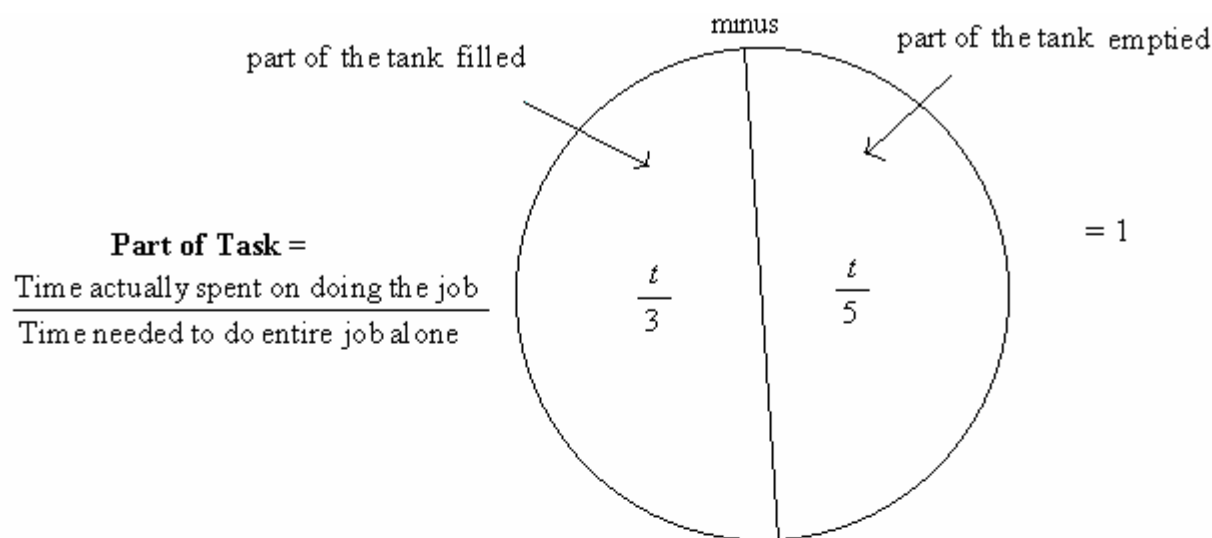 minus
part of the tank filled
part of the tank emptied
Part of Task =
Time actually spent on doing the job
Time needed to do entire job alone
t
3
t
5
= 1